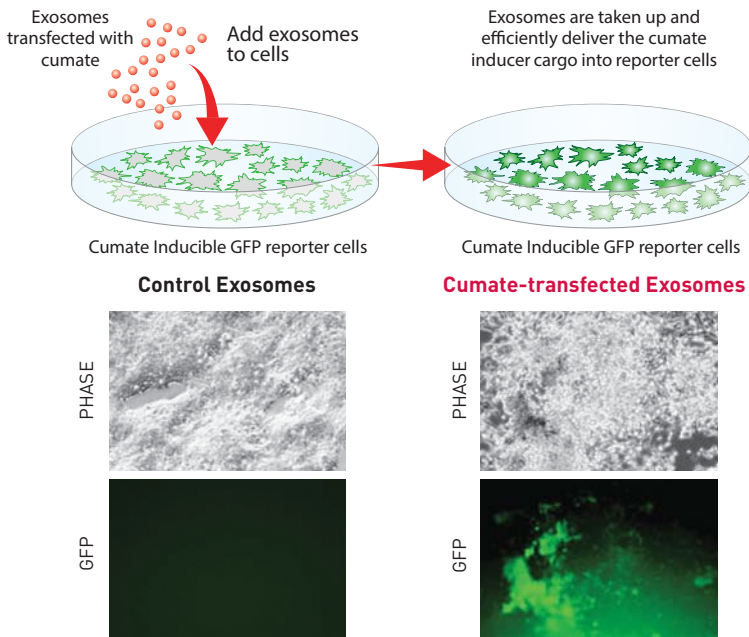 Exosomes
transfected with
cumate
Add exosomes
to cells
Exosomes are taken up and
efficiently deliver the cumate
inducer cargo into reporter cells
Cumate Inducible GFP reporter cells
Cumate Inducible GFP reporter cells
Control Exosomes
Cumate-transfected Exosomes
PHASE
PHASE
GFP
GFP